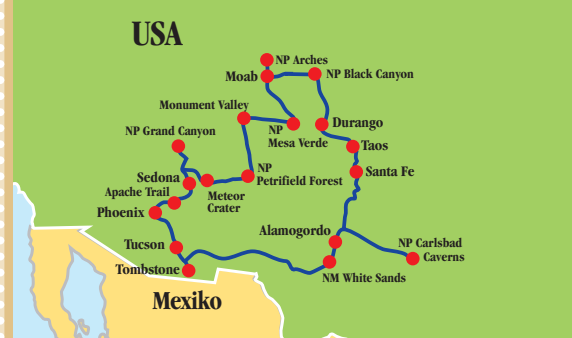 USA
NP Arches
Moab
NP Black Canyon
Monument Valley
NP
Mesa Verde
Durango
NP Grand Canyon
Taos
NP
Petrifield Forest
Sedona
Santa Fe
Apache Trail
Meteor
Crater
Phoenix
Alamogordo
Tucson
NP Carlsbad
Caverns
Tombstone
NM White Sands
Mexiko